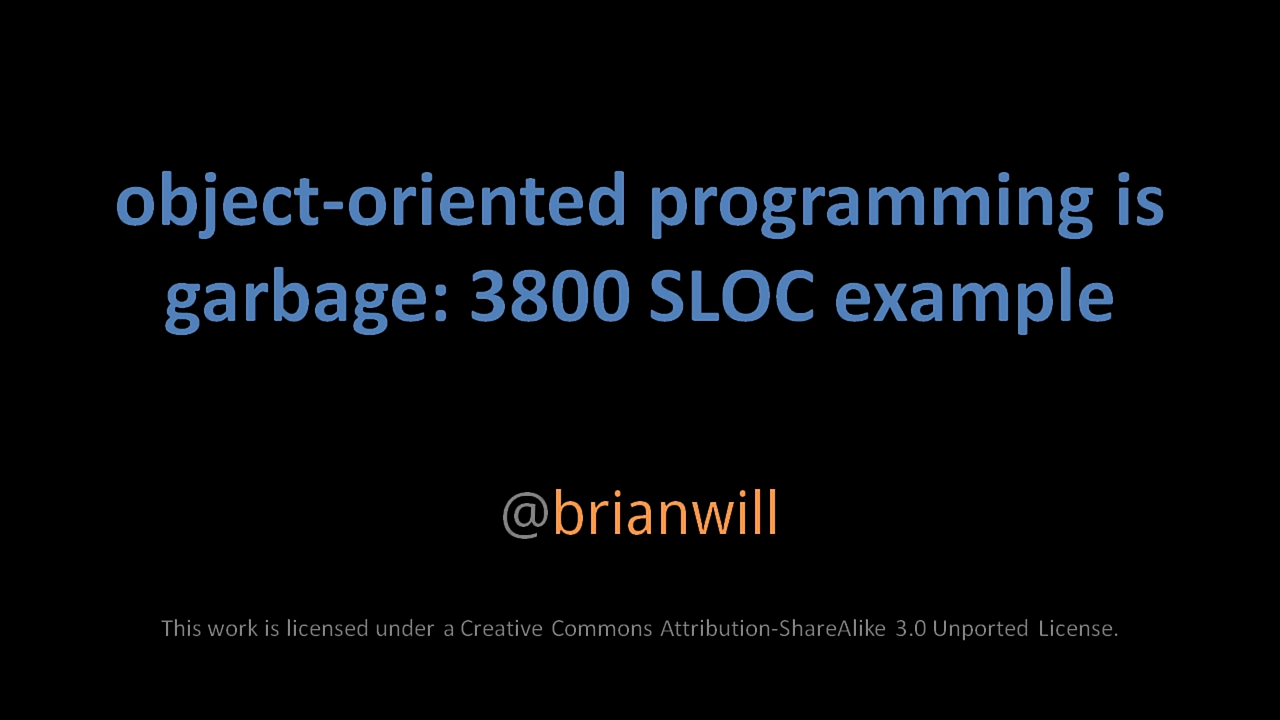 object-oriented programming is
garbage: 3800 SLOC example
@brianwill
This work is licensed under a Creative Commons Attribution-ShareAlike 3.0 Unported License.